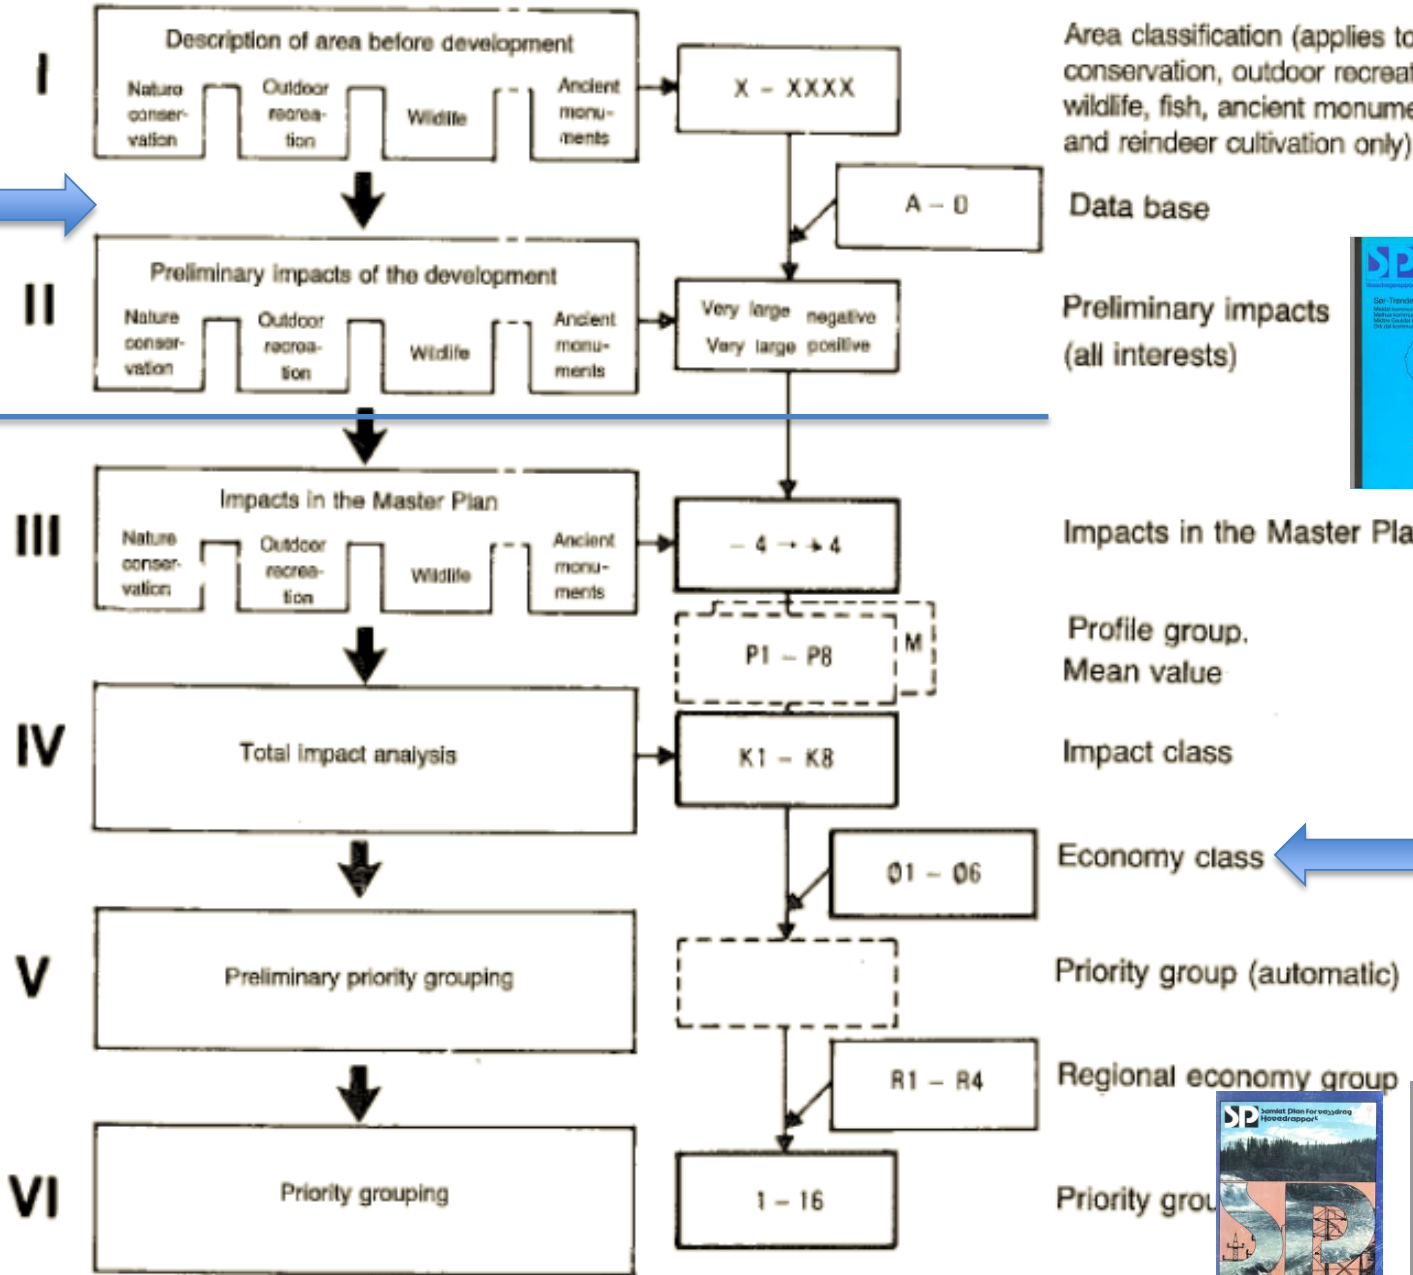 I
Description of area before development
Nature
conser-
vation
Outdoor
recrea-
tion
Wildlife
Ancient
monu-
ments
X – XXXX
Area classification (applies to
conservation, outdoor recreat
wildlife, fish, ancient monume
and reindeer cultivation only)
A – D
Data base
II
Preliminary impacts of the development
Nature
conser-
vation
Outdoor
recrea-
tion
Wildlife
Ancient
monu-
ments
Very large negative
Very large positive
Preliminary impacts
(all interests)
SP
III
Impacts in the Master Plan
Nature
conser-
vation
Outdoor
recrea-
tion
Wildlife
Ancient
monu-
ments
– 4 → + 4
Impacts in the Master Pla
P1 – P8
M
Profile group.
Mean value
IV
Total impact analysis
K1 – K8
Impact class
Ø1 – Ø6
Economy class
V
Preliminary priority grouping
Priority group (automatic)
R1 – R4
Regional economy group
VI
Priority grouping
1 – 16
Priority grou
SP Samlet Plan for vassdrag
Hovedrapport
SP